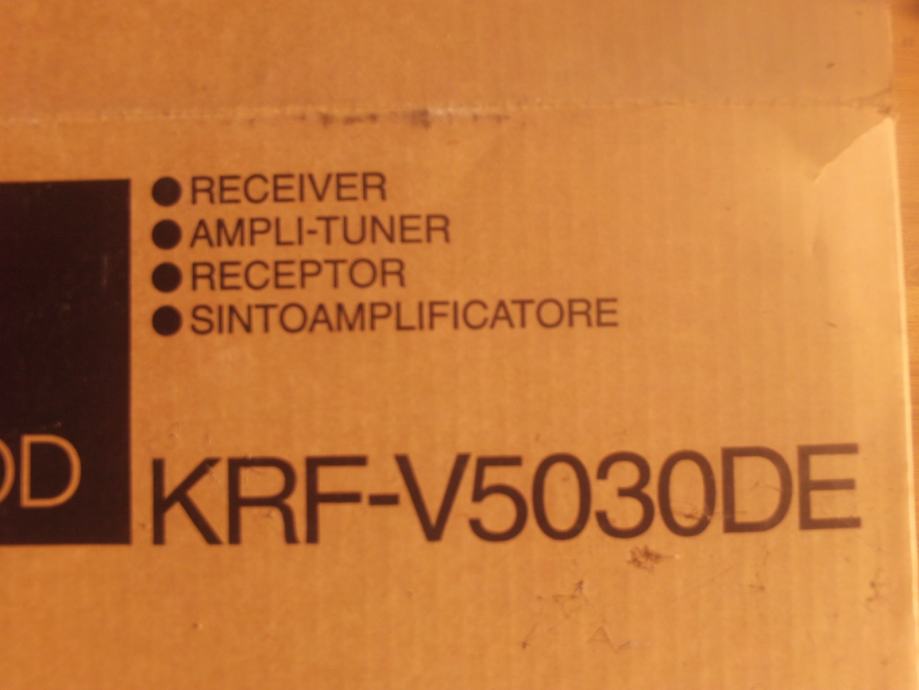 RECEIVER
AMPLI-TUNER
RECEPTOR
SINTOAMPLIFICATORE
OD
KRF-V5030DE